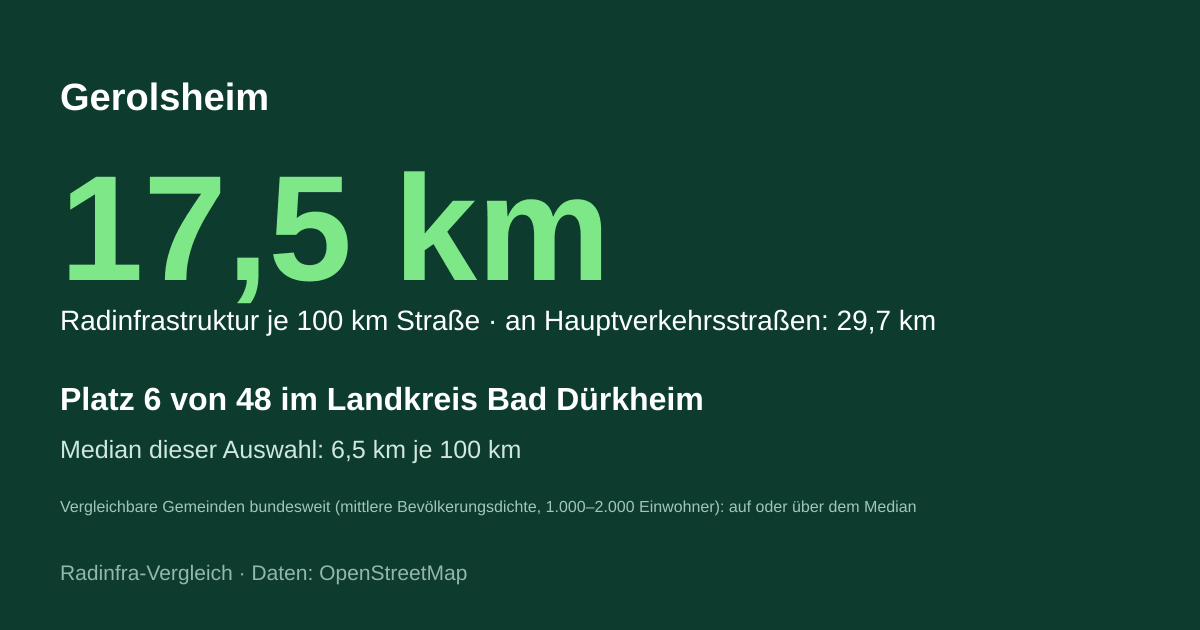 Gerolsheim
17,5 km
Radinfrastruktur je 100 km Straße · an Hauptverkehrsstraßen: 29,7 km
Platz 6 von 48 im Landkreis Bad Dürkheim
Median dieser Auswahl: 6,5 km je 100 km
Vergleichbare Gemeinden bundesweit (mittlere Bevölkerungsdichte, 1.000–2.000 Einwohner): auf oder über dem Median
Radinfra-Vergleich · Daten: OpenStreetMap